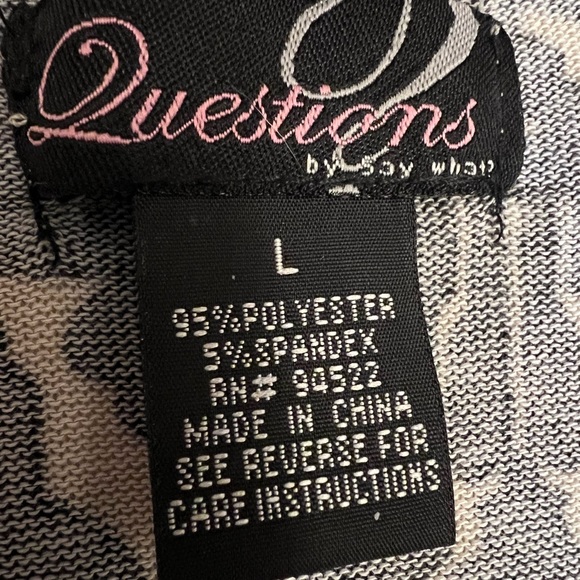 Questions
by say what?
L
95%POLYESTER
5%SPANDEX
RN# 94522
MADE IN CHINA
SEE REVERSE FOR
CARE INSTRUCTIONS